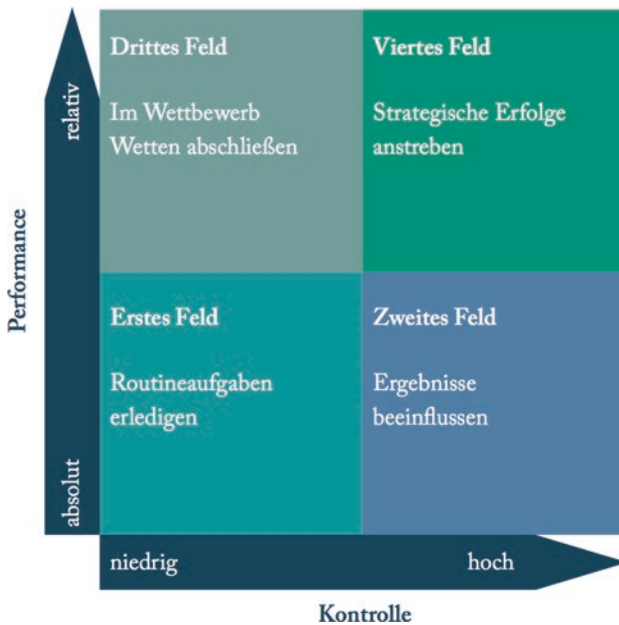 Drittes Feld
Im Wettbewerb
Wetten abschließen
Viertes Feld
Strategische Erfolge
anstreben
Erstes Feld
Routineaufgaben
erledigen
Zweites Feld
Ergebnisse
beeinflussen
relativ
absolut
Performance
niedrig
hoch
Kontrolle